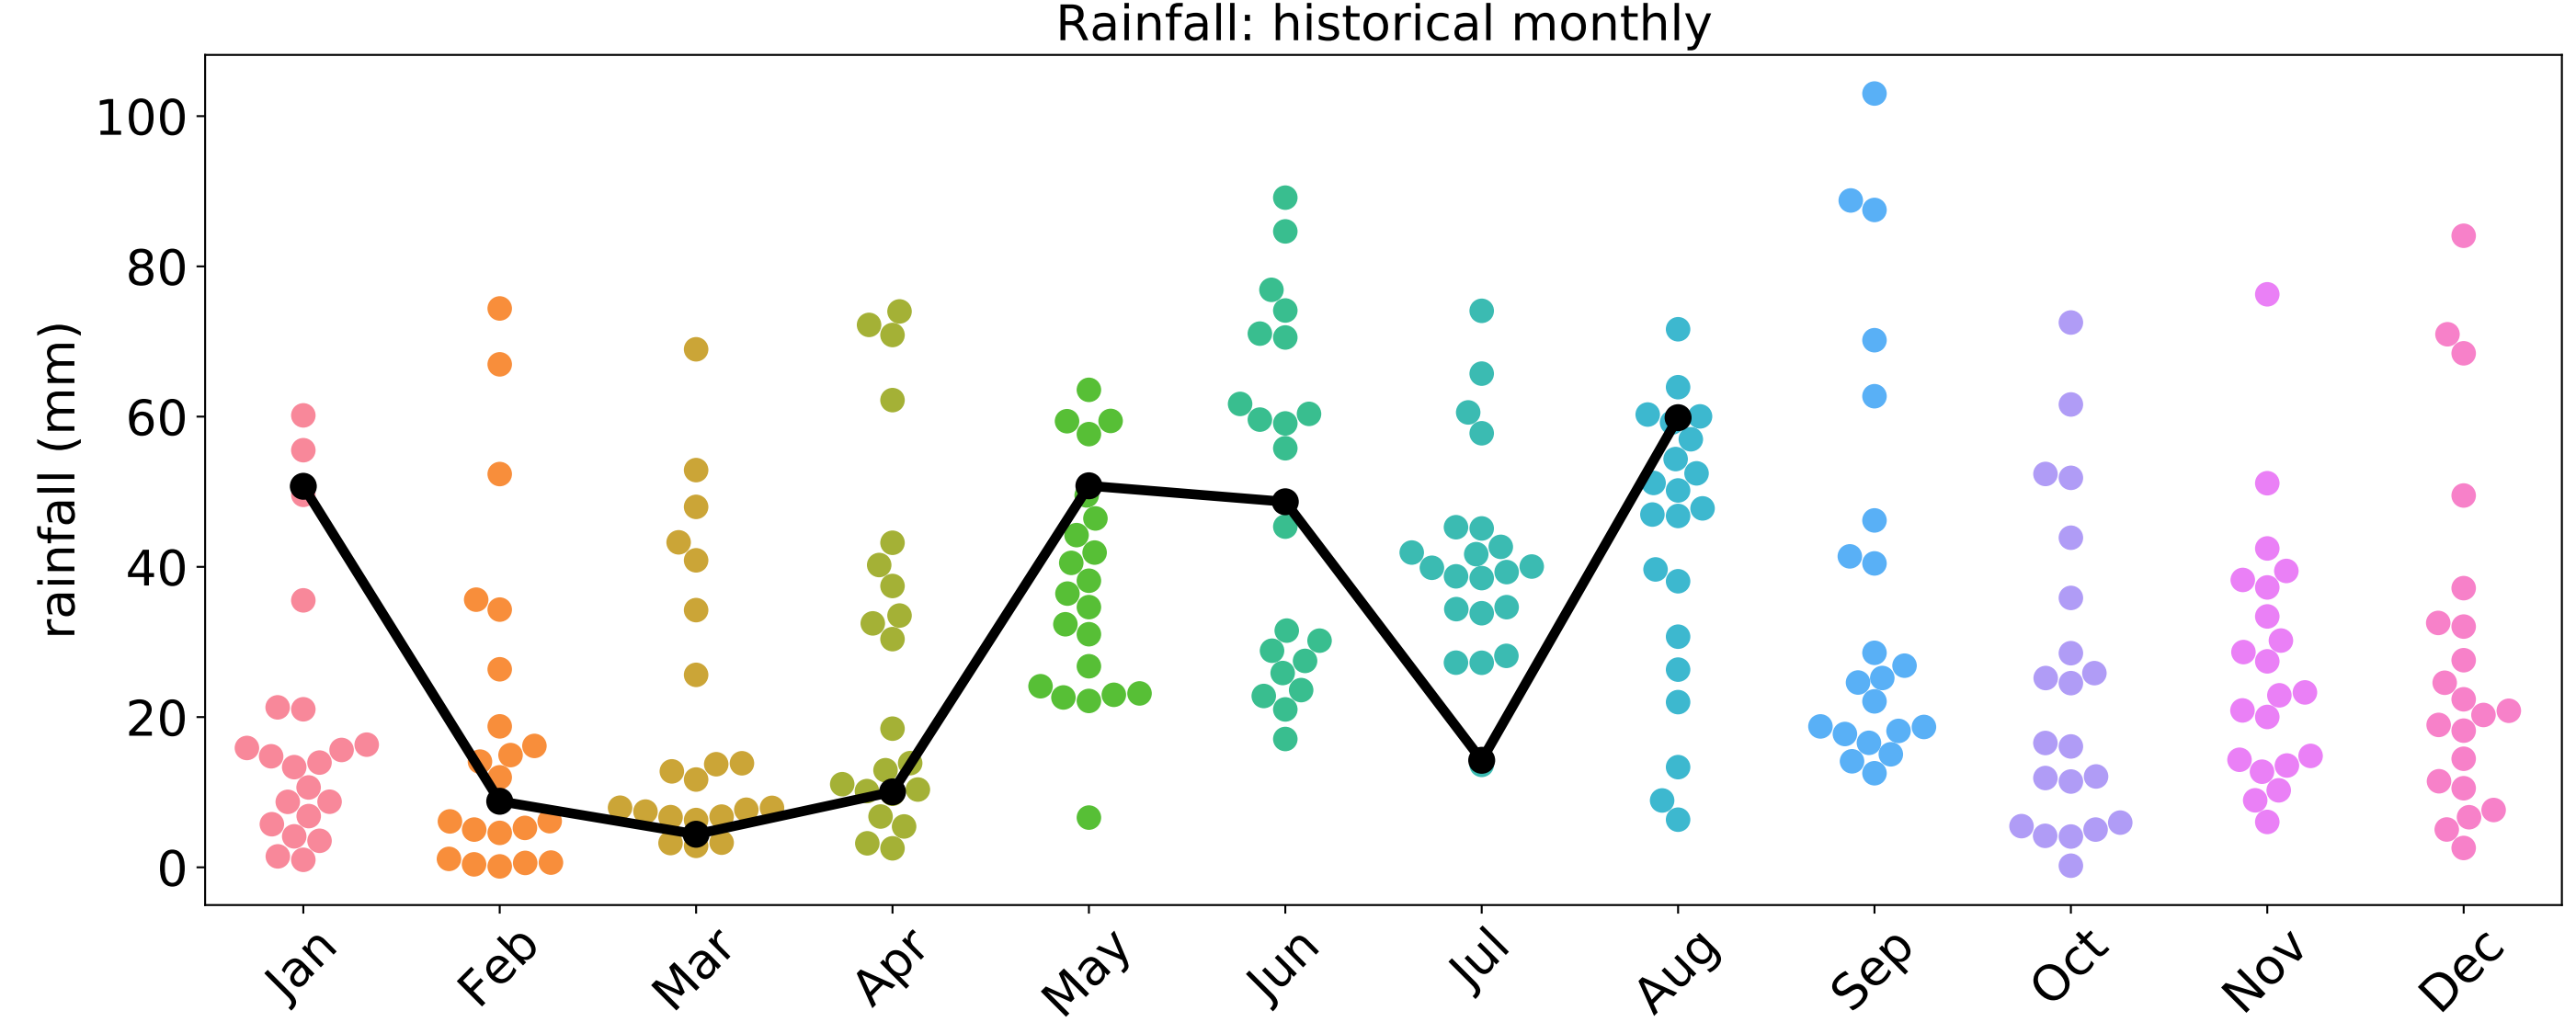 Rainfall: historical monthly
rainfall (mm)
100
80
60
40
20
0
Jan
Feb
Mar
Apr
May
Jun
Jul
Aug
Sep
Oct
Nov
Dec